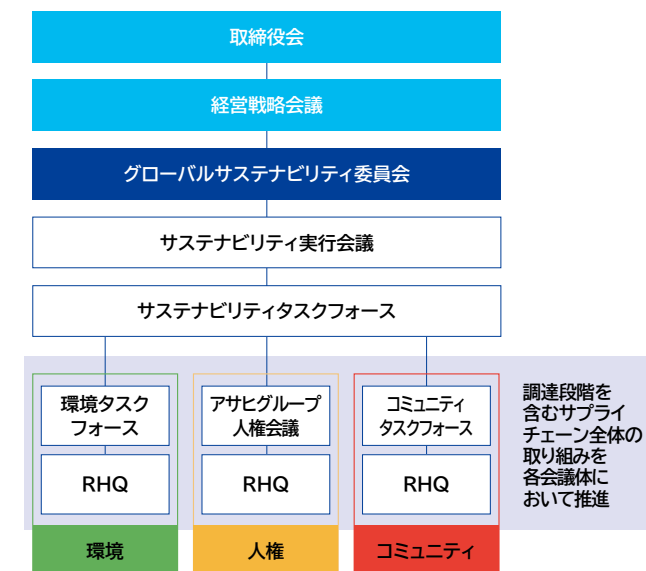 取締役会
経営戦略会議
グローバルサステナビリティ委員会
サステナビリティ実行会議
サステナビリティタスクフォース
環境タスク
フォース
RHQ
環境
アサヒグループ
人権会議
RHQ
人権
コミュニティ
タスクフォース
RHQ
コミュニティ
調達段階を
含むサプライ
チェーン全体の
取り組みを
各会議体に
おいて推進